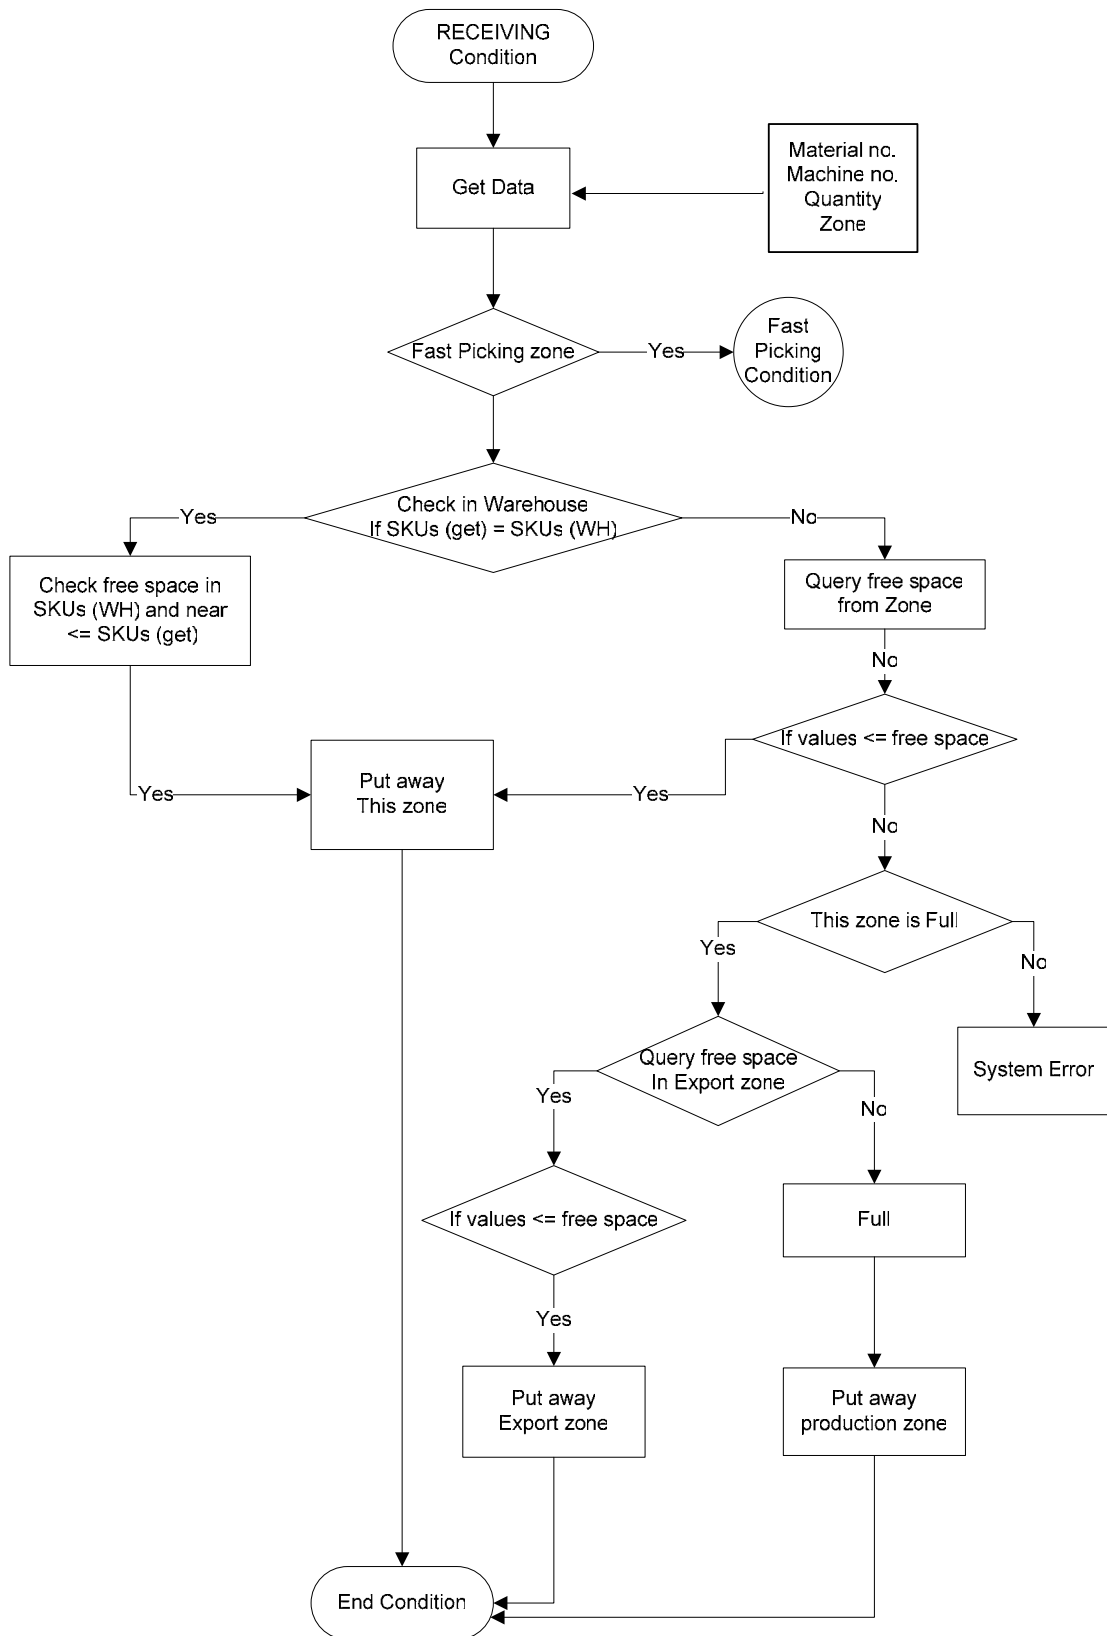 RECEIVING
Condition
Get Data
Material no.
Machine no.
Quantity
Zone
Fast Picking zone
Yes
Fast
Picking
Condition
Check in Warehouse
If SKUs (get) = SKUs (WH)
Yes
No
Check free space in
SKUs (WH) and near
<= SKUs (get)
Query free space
from Zone
No
If values <= free space
Put away
This zone
Yes
Yes
No
This zone is Full
Yes
No
Query free space
In Export zone
System Error
Yes
No
If values <= free space
Full
Yes
Put away
Export zone
Put away
production zone
End Condition